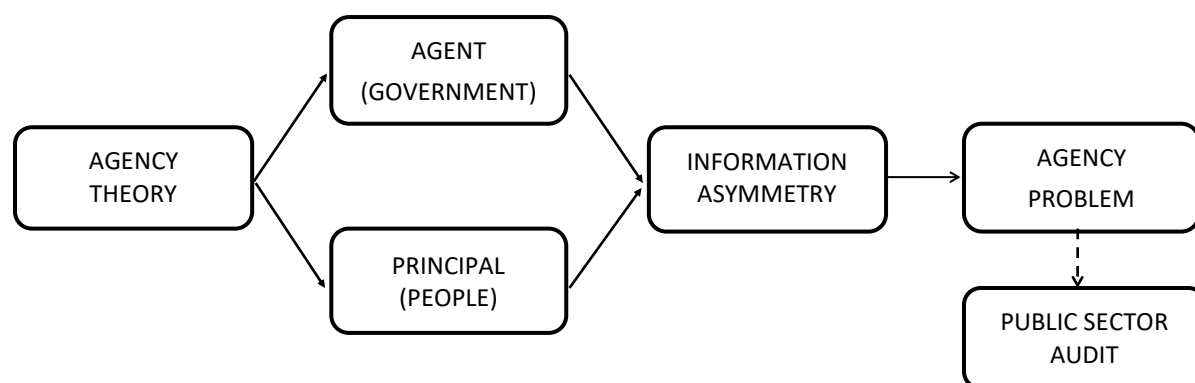 AGENCY
THEORY
AGENT
(GOVERNMENT)
PRINCIPAL
(PEOPLE)
INFORMATION
ASYMMETRY
AGENCY
PROBLEM
PUBLIC SECTOR
AUDIT